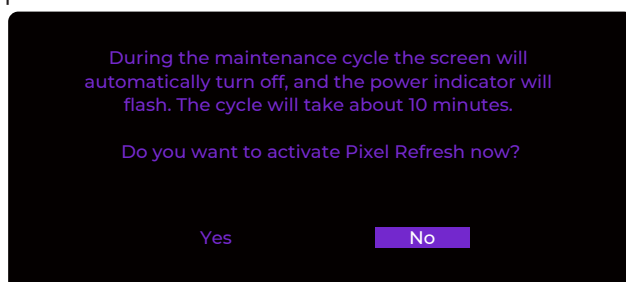 During the maintenance cycle the screen will
automatically turn off, and the power indicator will
flash. The cycle will take about 10 minutes.
Do you want to activate Pixel Refresh now?
Yes No